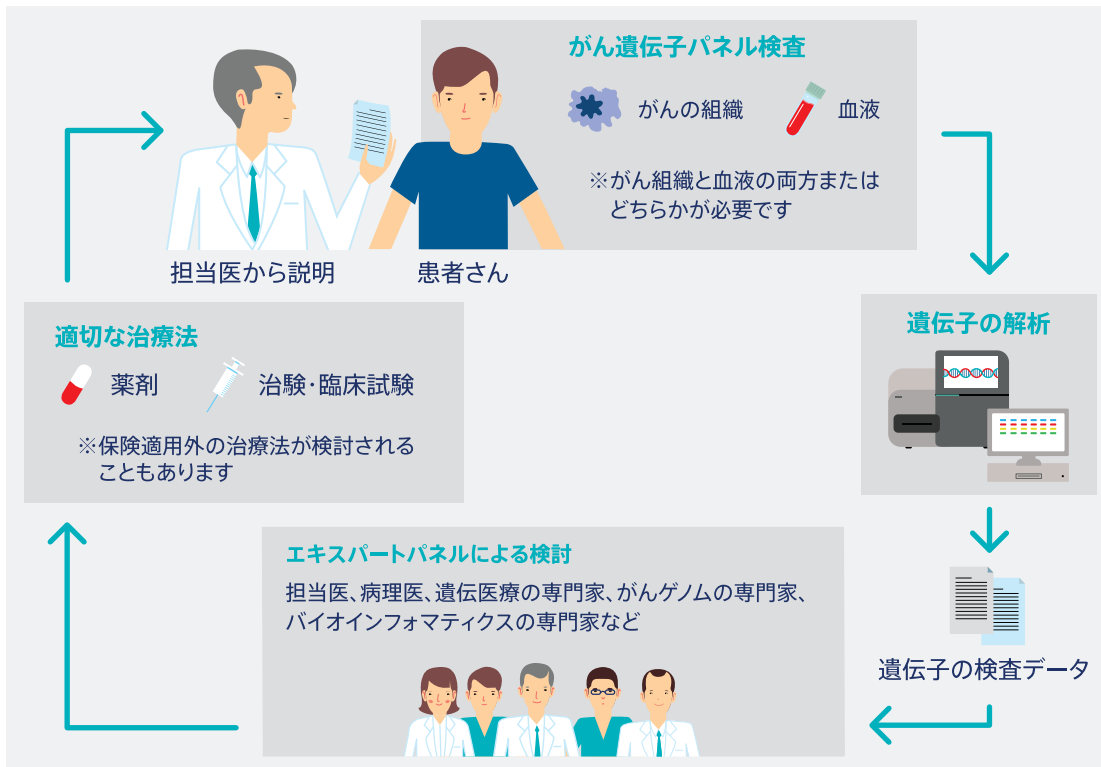 がん遺伝子パネル検査
がんの組織
血液
※がん組織と血液の両方または
どちらかが必要です
担当医から説明
患者さん
遺伝子の解析
遺伝子の検査データ
エキスパートパネルによる検討
担当医、病理医、遺伝医療の専門家、がんゲノムの専門家、
バイオインフォマティクスの専門家など
適切な治療法
薬剤
治験・臨床試験
※保険適用外の治療法が検討される
こともあります